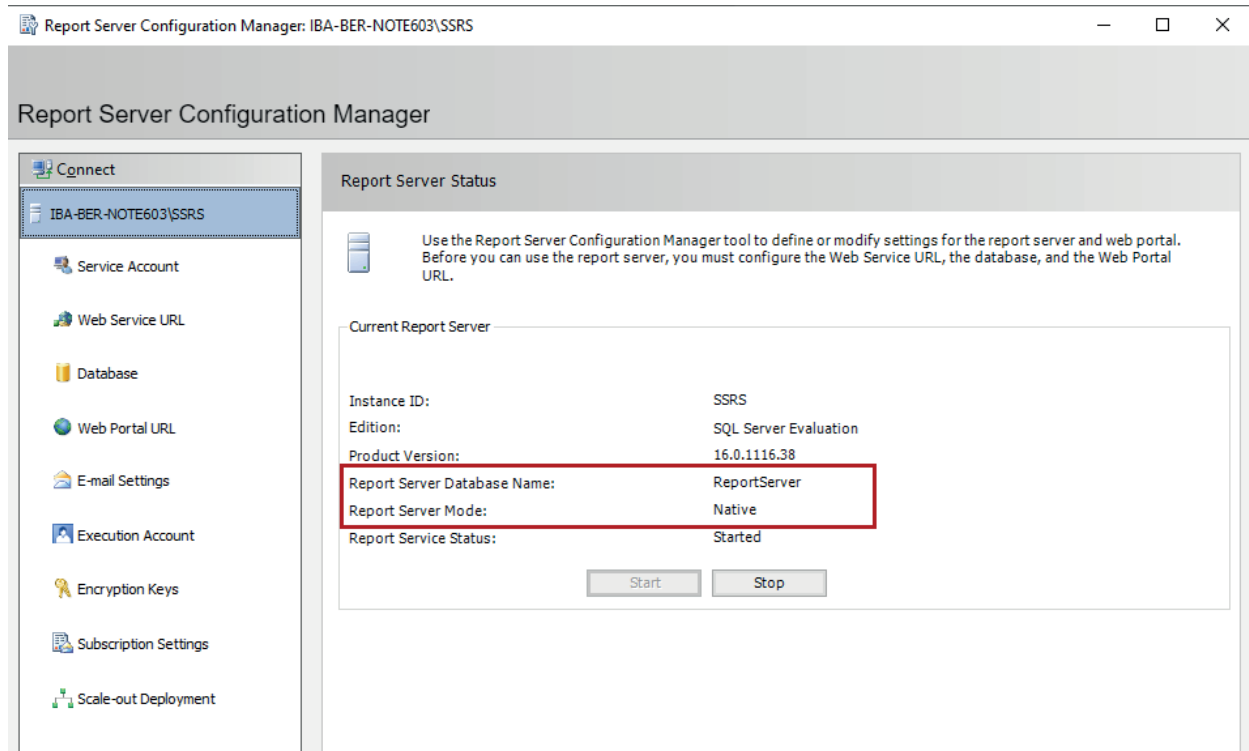 Report Server Configuration Manager: IBA-BER-NOTE603\SSRS
Report Server Configuration Manager
Connect
IBA-BER-NOTE603\SSRS
Service Account
Web Service URL
Database
Web Portal URL
E-mail Settings
Execution Account
Encryption Keys
Subscription Settings
Scale-out Deployment
Report Server Status
Use the Report Server Configuration Manager tool to define or modify settings for the report server and web portal.
Before you can use the report server, you must configure the Web Service URL, the database, and the Web Portal
URL.
Current Report Server
Instance ID: SSRS
Edition: SQL Server Evaluation
Product Version: 16.0.1116.38
Report Server Database Name: ReportServer
Report Server Mode: Native
Report Service Status: Started
Start Stop